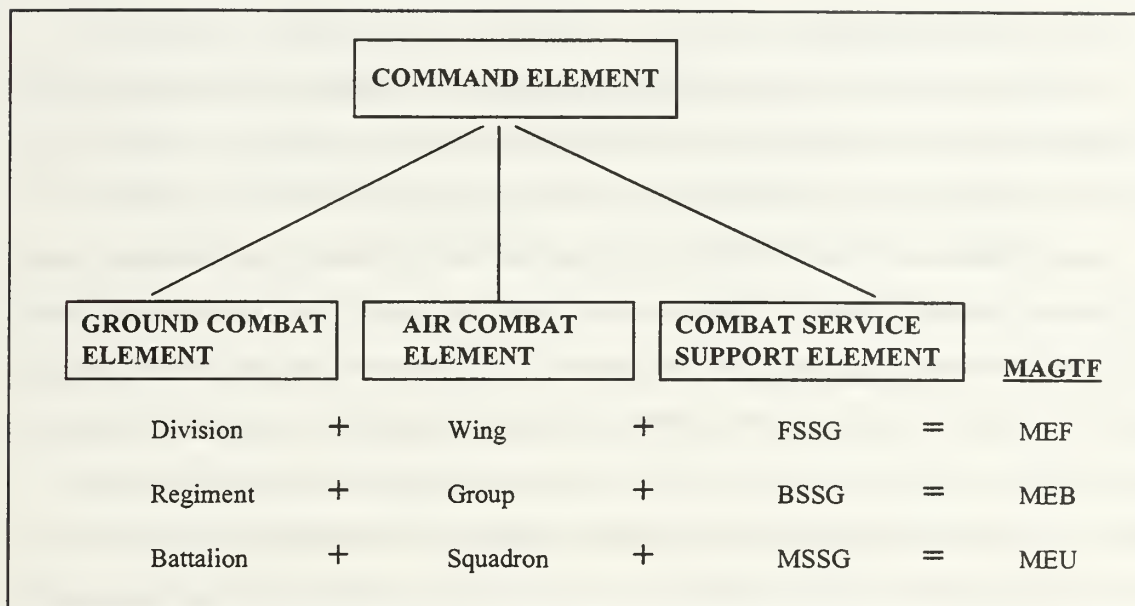 COMMAND ELEMENT
GROUND COMBAT
ELEMENT
AIR COMBAT
ELEMENT
COMBAT SERVICE
SUPPORT ELEMENT
MAGTF
Division + Wing + FSSG = MEF
Regiment + Group + BSSG = MEB
Battalion + Squadron + MSSG = MEU